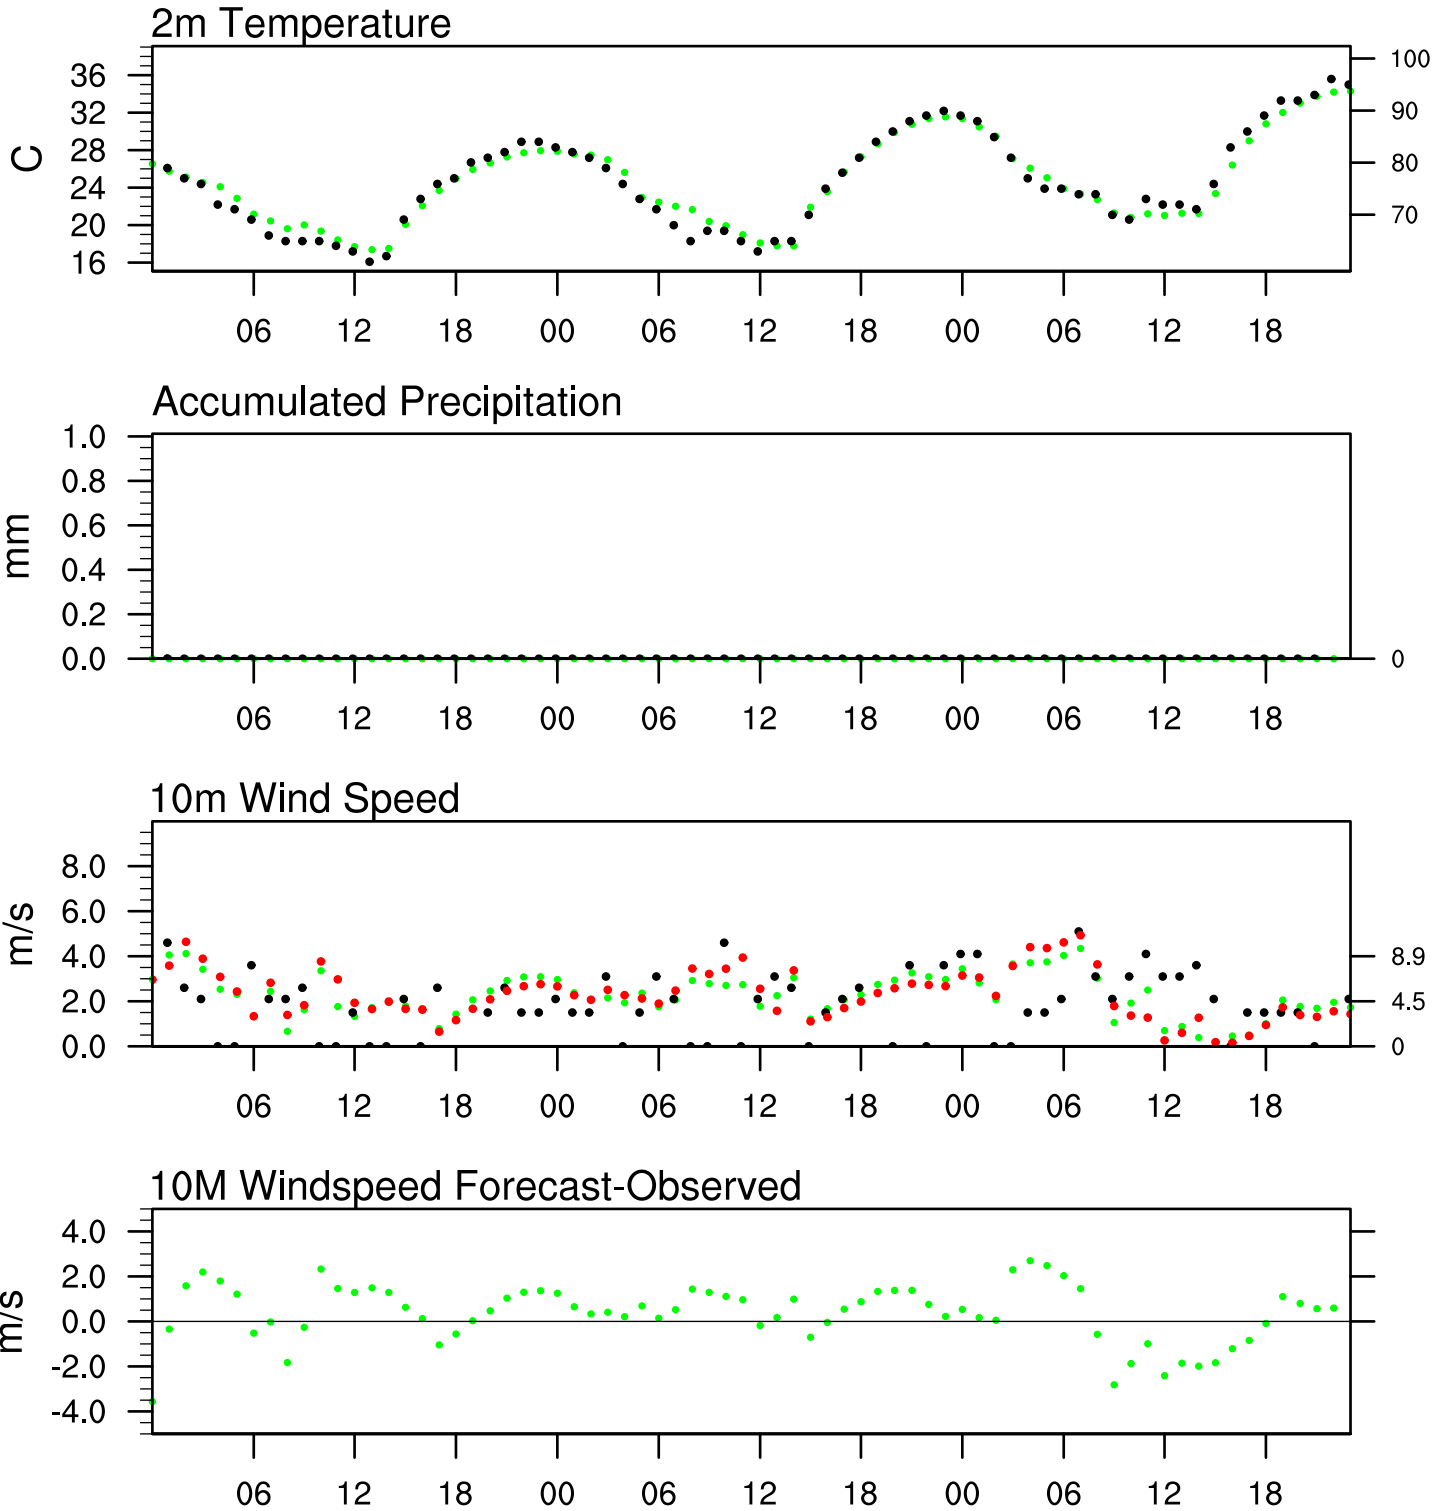 2m Temperature
36 100
32 90
28
C
80
24
20 70
16
06 12 18 00 06 12 18 00 06 12 18
Accumulated Precipitation
1.0
0.8
0.6
mm
0.4
0.2
0.0 0
06 12 18 00 06 12 18 00 06 12 18
10m Wind Speed
8.0
6.0
m/s
4.0 8.9
2.0 4.5
0.0 0
06 12 18 00 06 12 18 00 06 12 18
10M Windspeed Forecast-Observed
4.0
2.0
m/s
0.0
-2.0
-4.0
06 12 18 00 06 12 18 00 06 12 18